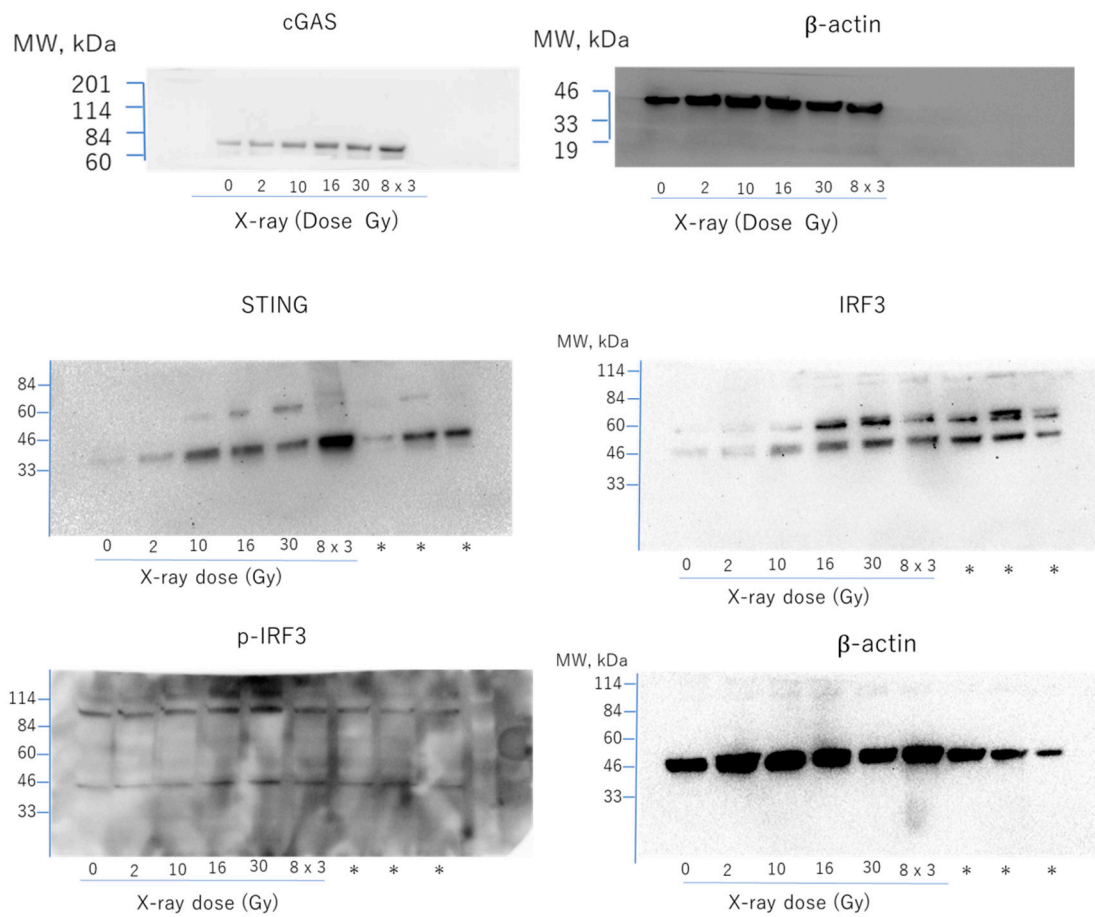 cGAS
MW, kDa
201
114
84
60
0 2 10 16 30 8 x 3
X-ray (Dose Gy)
β-actin
MW, kDa
46
33
19
0 2 10 16 30 8 x 3
X-ray (Dose Gy)
STING
84
60
46
33
0 2 10 16 30 8 x 3 * * *
X-ray dose (Gy)
IRF3
MW, kDa
114
84
60
46
33
0 2 10 16 30 8 x 3 * * *
X-ray dose (Gy)
p-IRF3
114
84
60
46
33
0 2 10 16 30 8 x 3 * * *
X-ray dose (Gy)
β-actin
MW, kDa
114
84
60
46
33
0 2 10 16 30 8 x 3 * * *
X-ray dose (Gy)